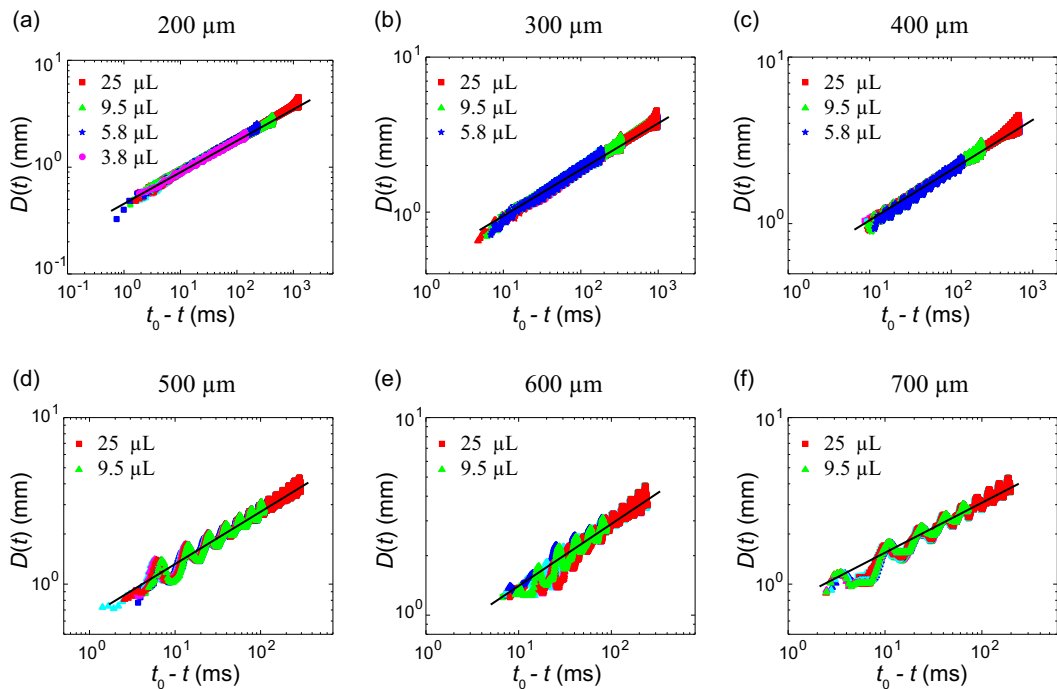 (a) 200 µm
25 µL
9.5 µL
5.8 µL
3.8 µL
10^1
10^0
10^-1
D(t) (mm)
10^-1 10^0 10^1 10^2 10^3
t_0 - t (ms)
(b) 300 µm
25 µL
9.5 µL
5.8 µL
10^1
10^0
D(t) (mm)
10^0 10^1 10^2 10^3
t_0 - t (ms)
(c) 400 µm
25 µL
9.5 µL
5.8 µL
10^1
10^0
D(t) (mm)
10^0 10^1 10^2 10^3
t_0 - t (ms)
(d) 500 µm
25 µL
9.5 µL
10^1
10^0
D(t) (mm)
10^0 10^1 10^2
t_0 - t (ms)
(e) 600 µm
25 µL
9.5 µL
10^1
10^0
D(t) (mm)
10^0 10^1 10^2
t_0 - t (ms)
(f) 700 µm
25 µL
9.5 µL
10^1
10^0
D(t) (mm)
10^0 10^1 10^2
t_0 - t (ms)